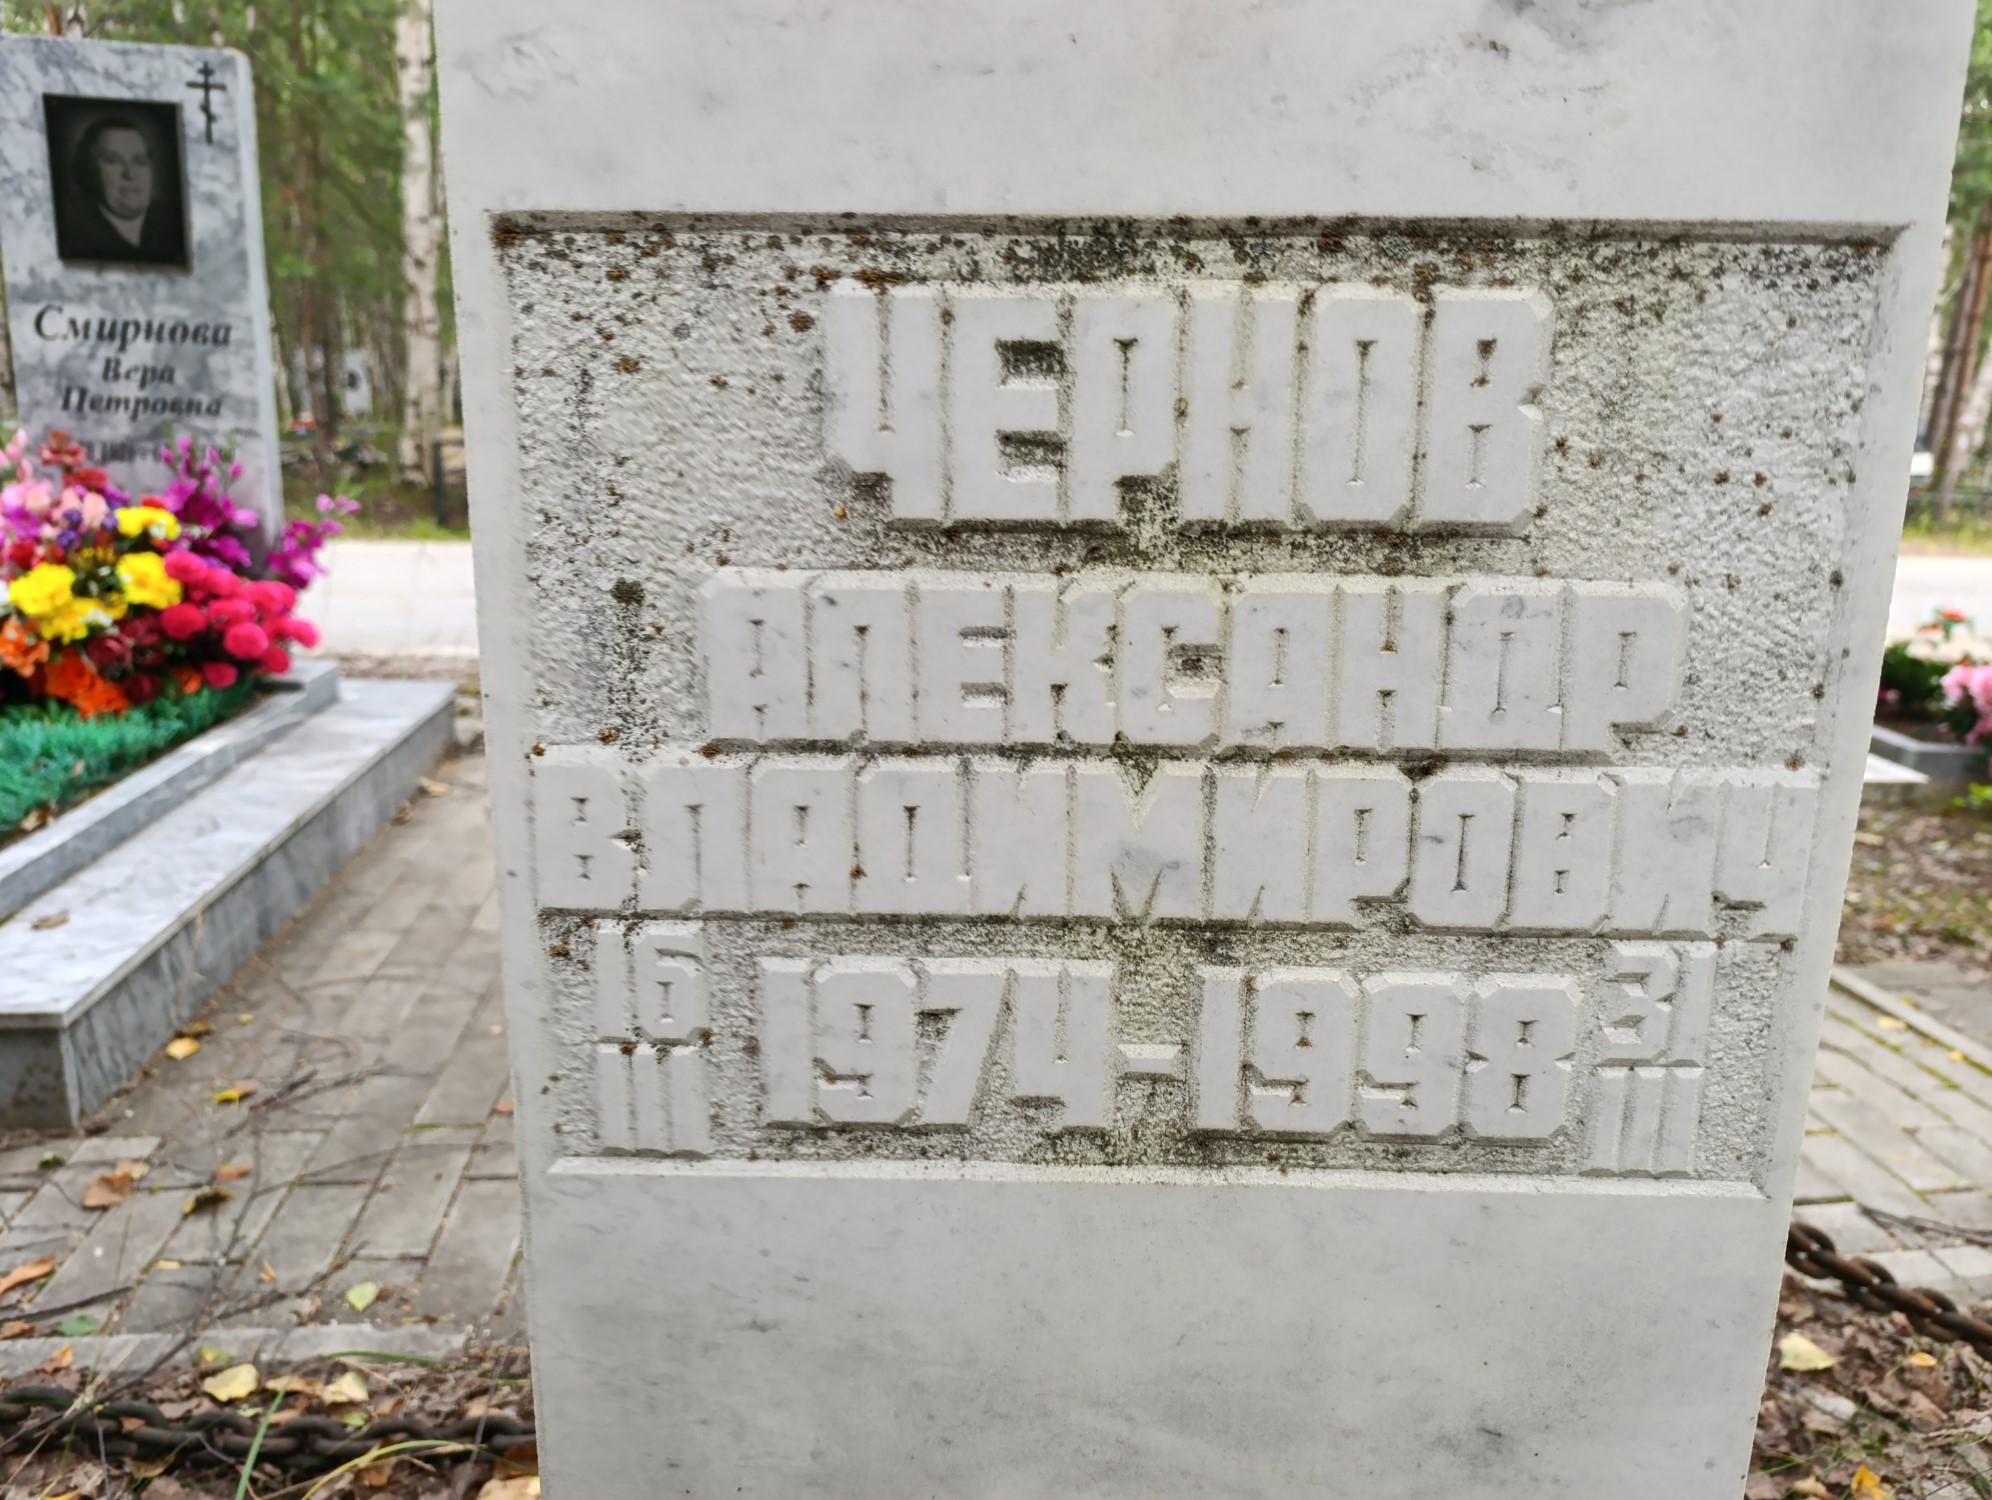 Смирнова
Вера
Петровна
ЧЕРНОВ
АЛЕКСАНДР
ВЛАДИМИРОВИЧ
16 III 1974-1998 31 III